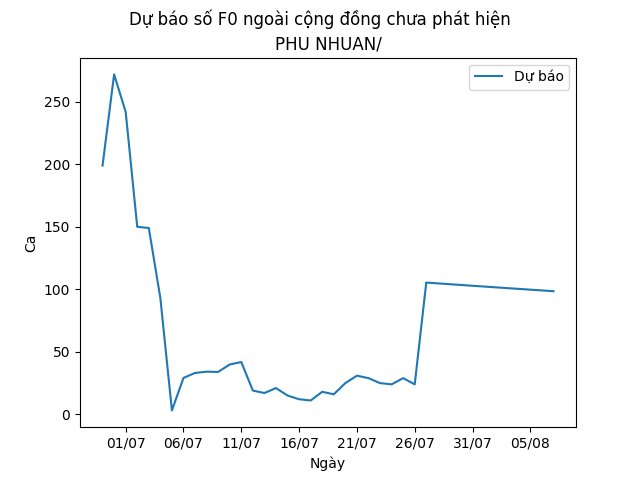 Dự báo số F0 ngoài cộng đồng chưa phát hiện
PHU NHUAN/
Dự báo
250
200
150
100
50
0
Ca
01/07 06/07 11/07 16/07 21/07 26/07 31/07 05/08
Ngày